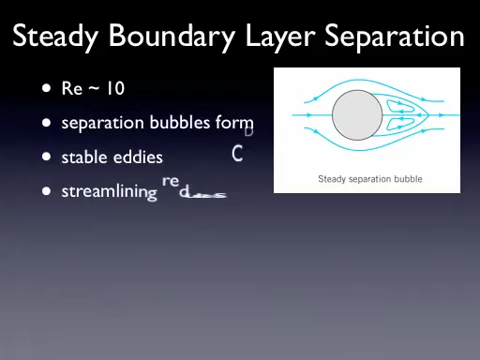 Steady Boundary Layer Separation
• Re ~ 10
• separation bubbles form
• stable eddies
• streamlining
Steady separation bubble